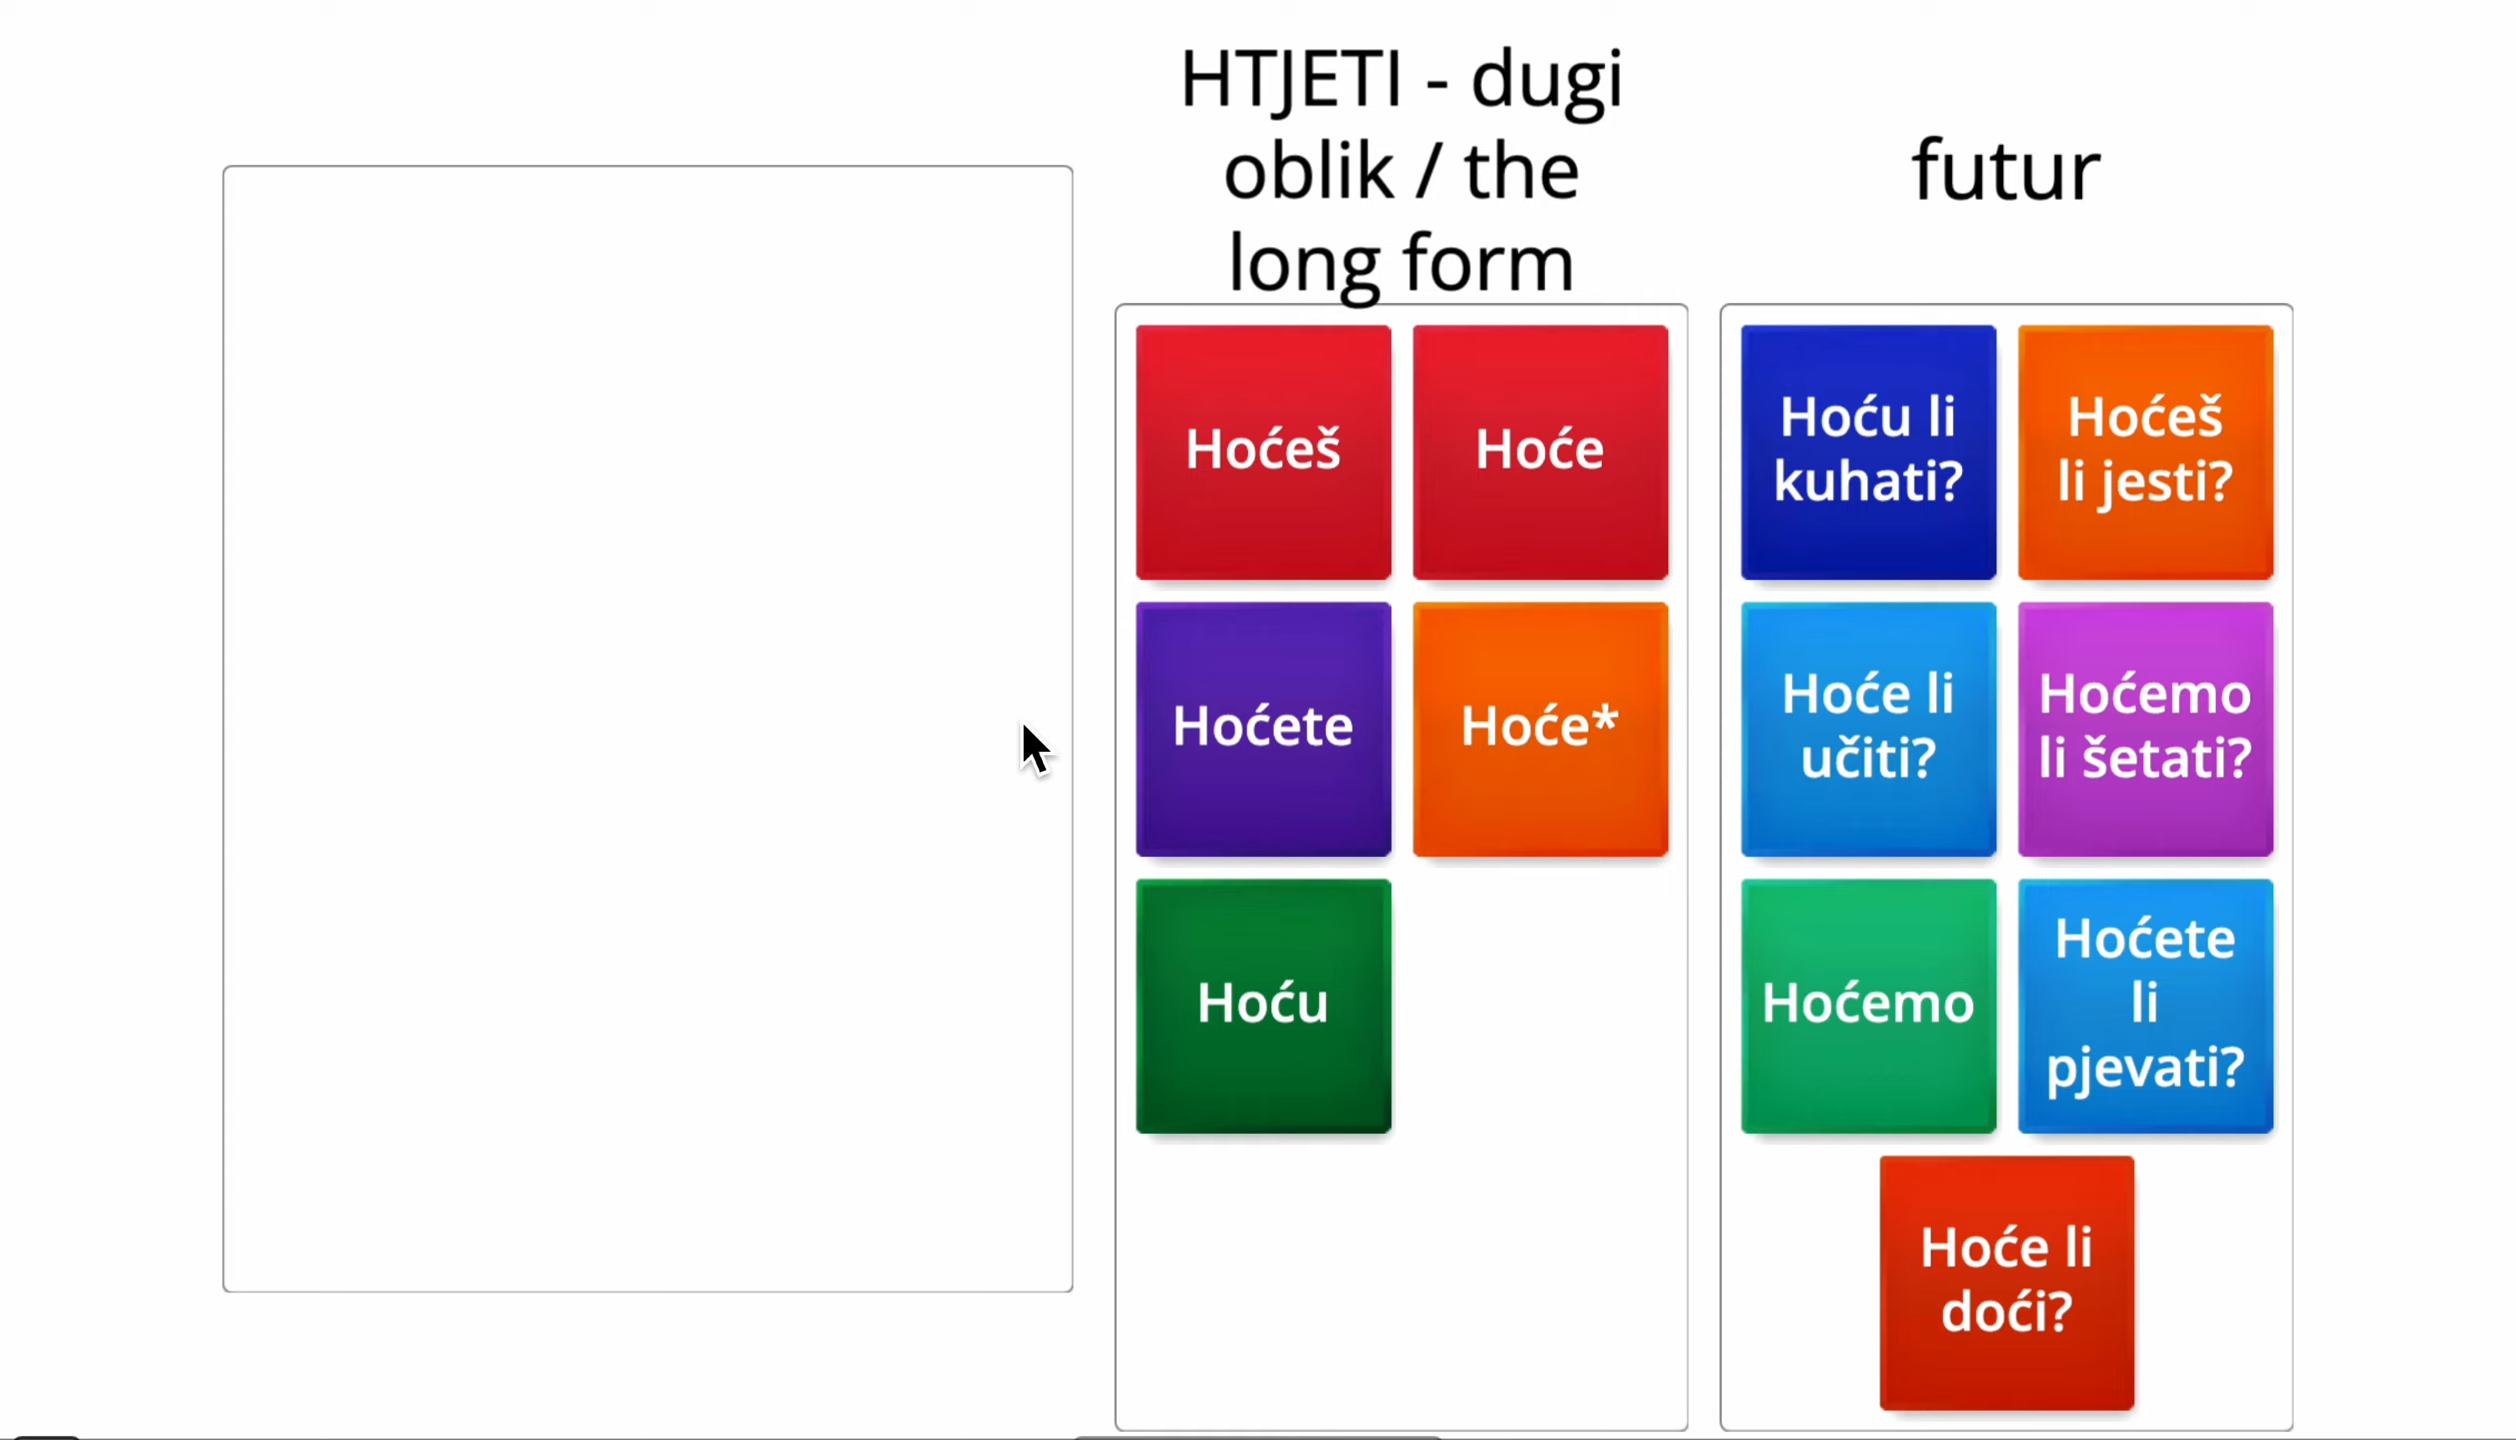 HTJETI - dugi
oblik / the
long form
Hoćeš
Hoće
Hoćete
Hoće*
Hoću
futur
Hoću li
kuhati?
Hoćeš
li jesti?
Hoće li
učiti?
Hoćemo
li šetati?
Hoćemo
Hoćete
li
pjevati?
Hoće li
doći?